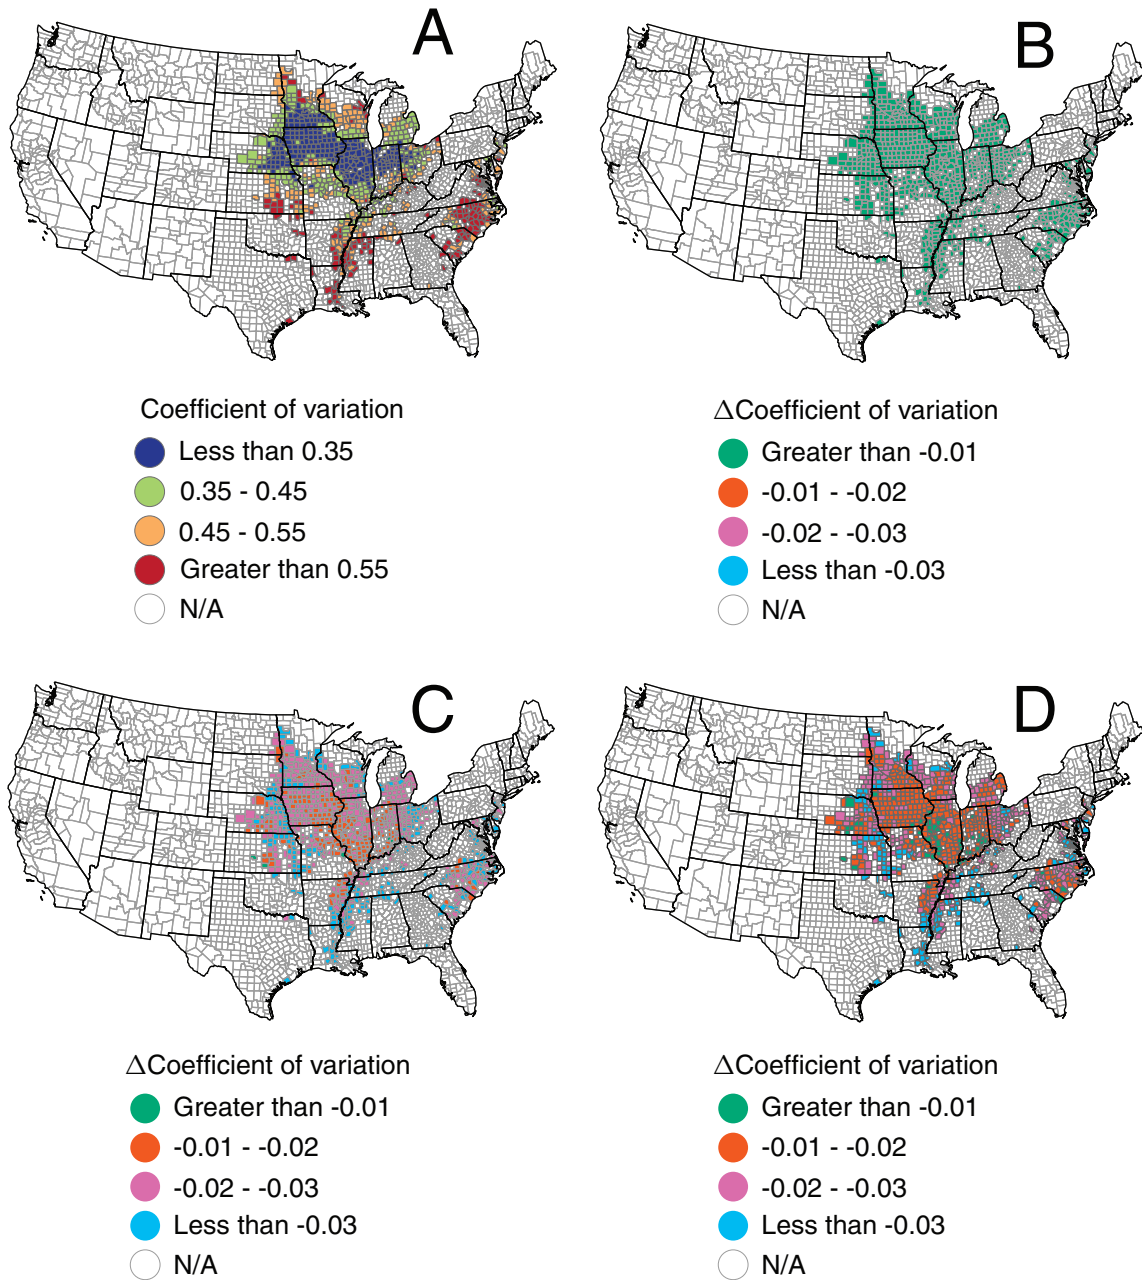 A
B
Coefficient of variation
Less than 0.35
0.35 - 0.45
0.45 - 0.55
Greater than 0.55
N/A
ΔCoefficient of variation
Greater than -0.01
-0.01 - -0.02
-0.02 - -0.03
Less than -0.03
N/A
C
D
ΔCoefficient of variation
Greater than -0.01
-0.01 - -0.02
-0.02 - -0.03
Less than -0.03
N/A
ΔCoefficient of variation
Greater than -0.01
-0.01 - -0.02
-0.02 - -0.03
Less than -0.03
N/A